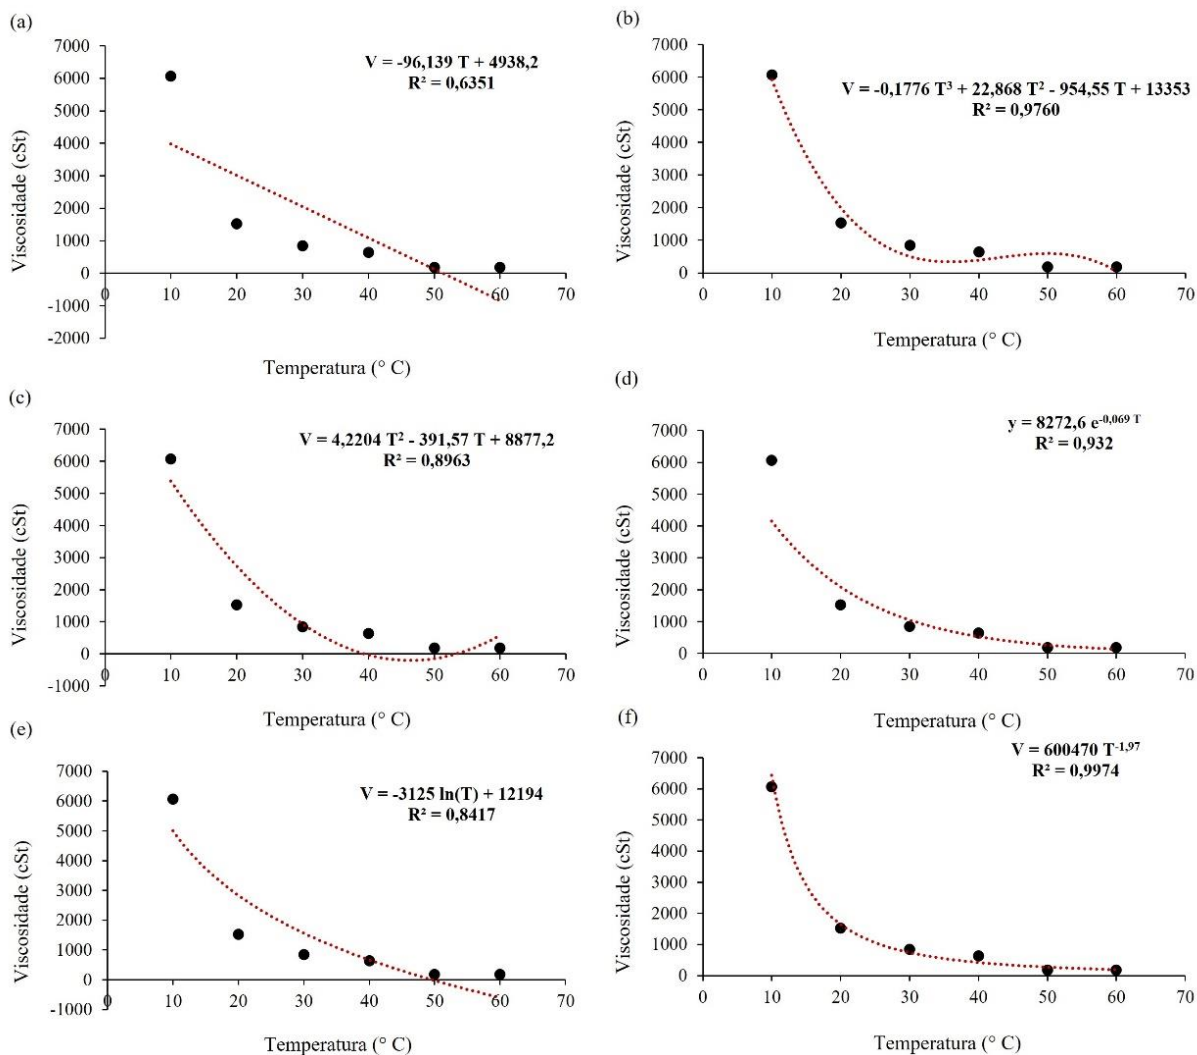 (a)
7000
6000
5000
4000
3000
2000
1000
0
-1000
-2000
0 10 20 30 40 50 60 70
V = -96,139 T + 4938,2
R² = 0,6351
Viscosidade (cSt)
Temperatura (° C)
(b)
7000
6000
5000
4000
3000
2000
1000
0
0 10 20 30 40 50 60 70
V = -0,1776 T³ + 22,868 T² - 954,55 T + 13353
R² = 0,9760
Viscosidade (cSt)
Temperatura (° C)
(c)
7000
6000
5000
4000
3000
2000
1000
0
-1000
0 10 20 30 40 50 60 70
V = 4,2204 T² - 391,57 T + 8877,2
R² = 0,8963
Viscosidade (cSt)
Temperatura (° C)
(d)
7000
6000
5000
4000
3000
2000
1000
0
0 10 20 30 40 50 60 70
y = 8272,6 e^-0,069 T
R² = 0,932
Viscosidade (cSt)
Temperatura (° C)
(e)
7000
6000
5000
4000
3000
2000
1000
0
-1000
0 10 20 30 40 50 60 70
V = -3125 ln(T) + 12194
R² = 0,8417
Viscosidade (cSt)
Temperatura (° C)
(f)
7000
6000
5000
4000
3000
2000
1000
0
0 10 20 30 40 50 60 70
V = 600470 T^-1,97
R² = 0,9974
Viscosidade (cSt)
Temperatura (° C)